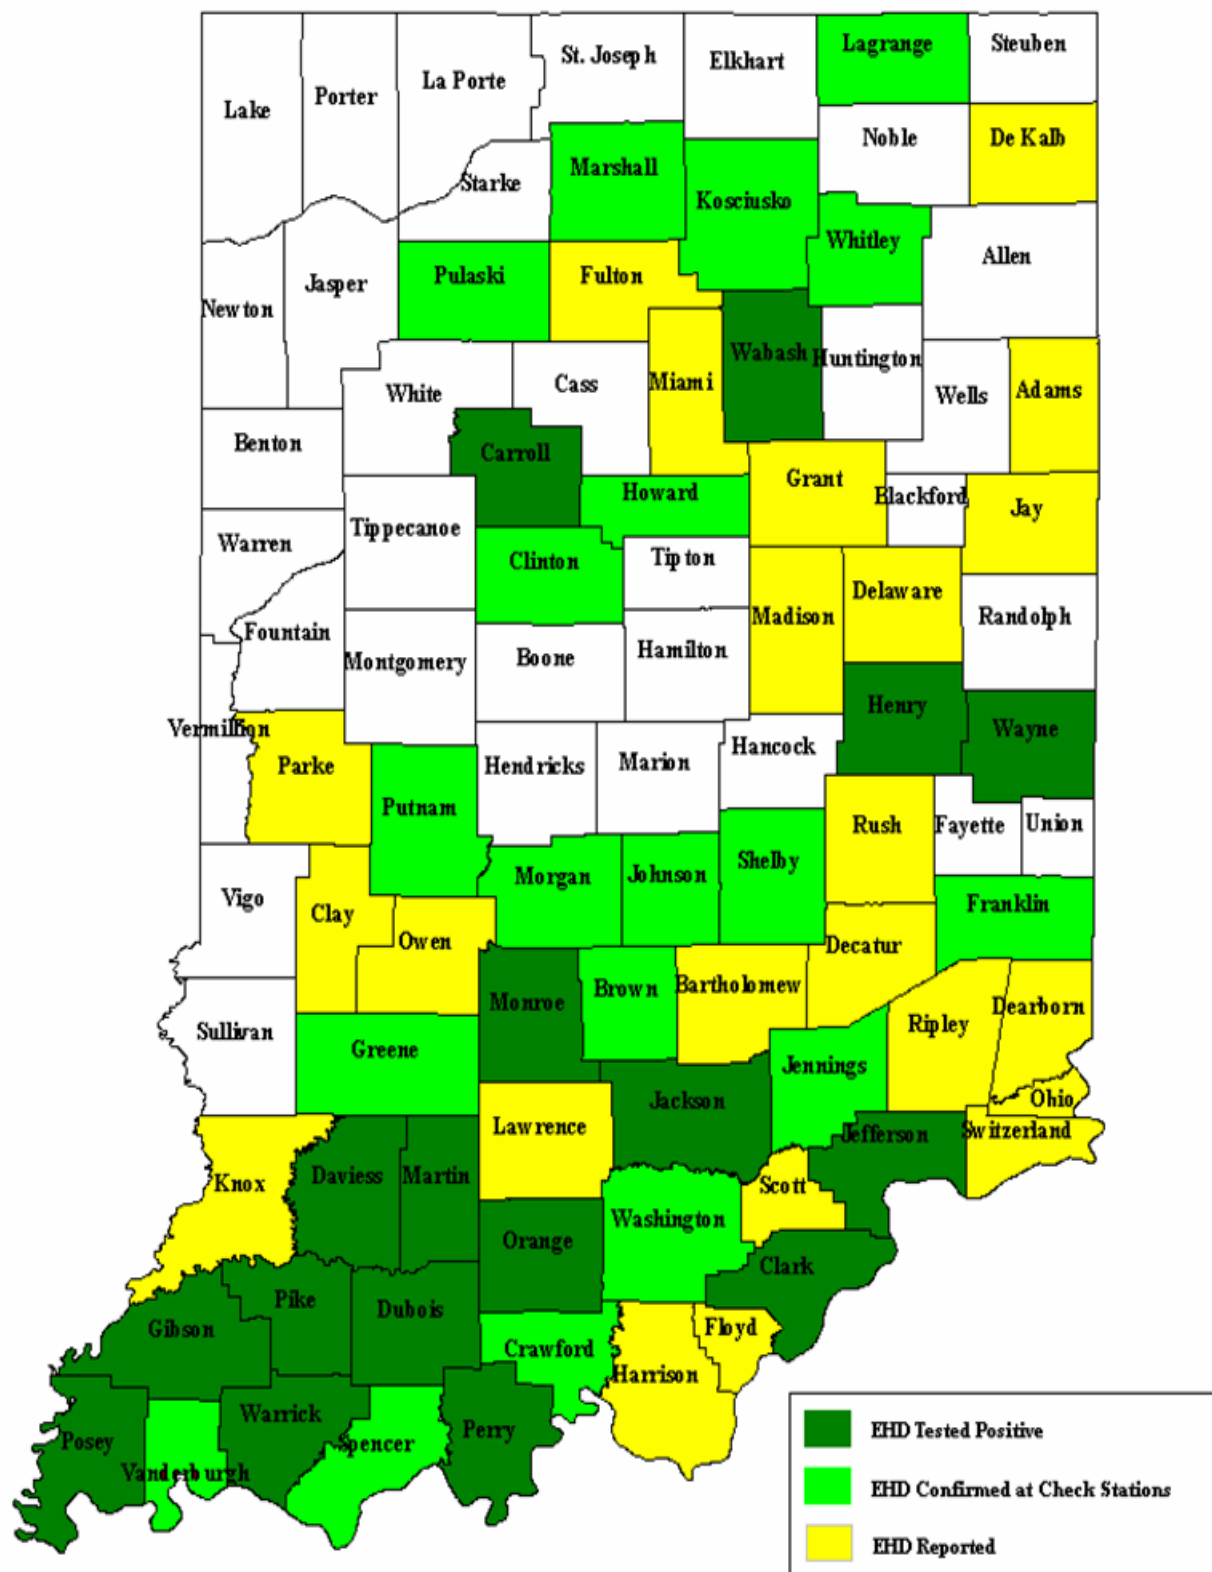 Lagrange
Steuben
St. Joseph
Elkhart
La Porte
Porter
Lake
Noble
De Kalb
Marshall
Starke
Kosciusko
Whitley
Allen
Pulaski
Fulton
Jasper
Newton
Wabash
Huntington
White
Cass
Miami
Wells
Adams
Benton
Carroll
Grant
Howard
Blackford
Jay
Tippecanoe
Warren
Clinton
Tipton
Delaware
Madison
Randolph
Fountain
Montgomery
Boone
Hamilton
Henry
Vermillion
Wayne
Parke
Hendricks
Marion
Hancock
Putnam
Rush
Fayette
Union
Morgan
Johnson
Shelby
Vigo
Clay
Franklin
Owen
Decatur
Monroe
Brown
Bartholomew
Dearborn
Sullivan
Greene
Ripley
Jennings
Jackson
Ohio
Lawrence
Jefferson
Switzerland
Knox
Daviess
Martin
Scott
Washington
Orange
Clark
Pike
Dubois
Gibson
Floyd
Crawford
Harrison
Warrick
Posey
Perry
Spencer
Vanderburgh
EHD Tested Positive
EHD Confirmed at Check Stations
EHD Reported